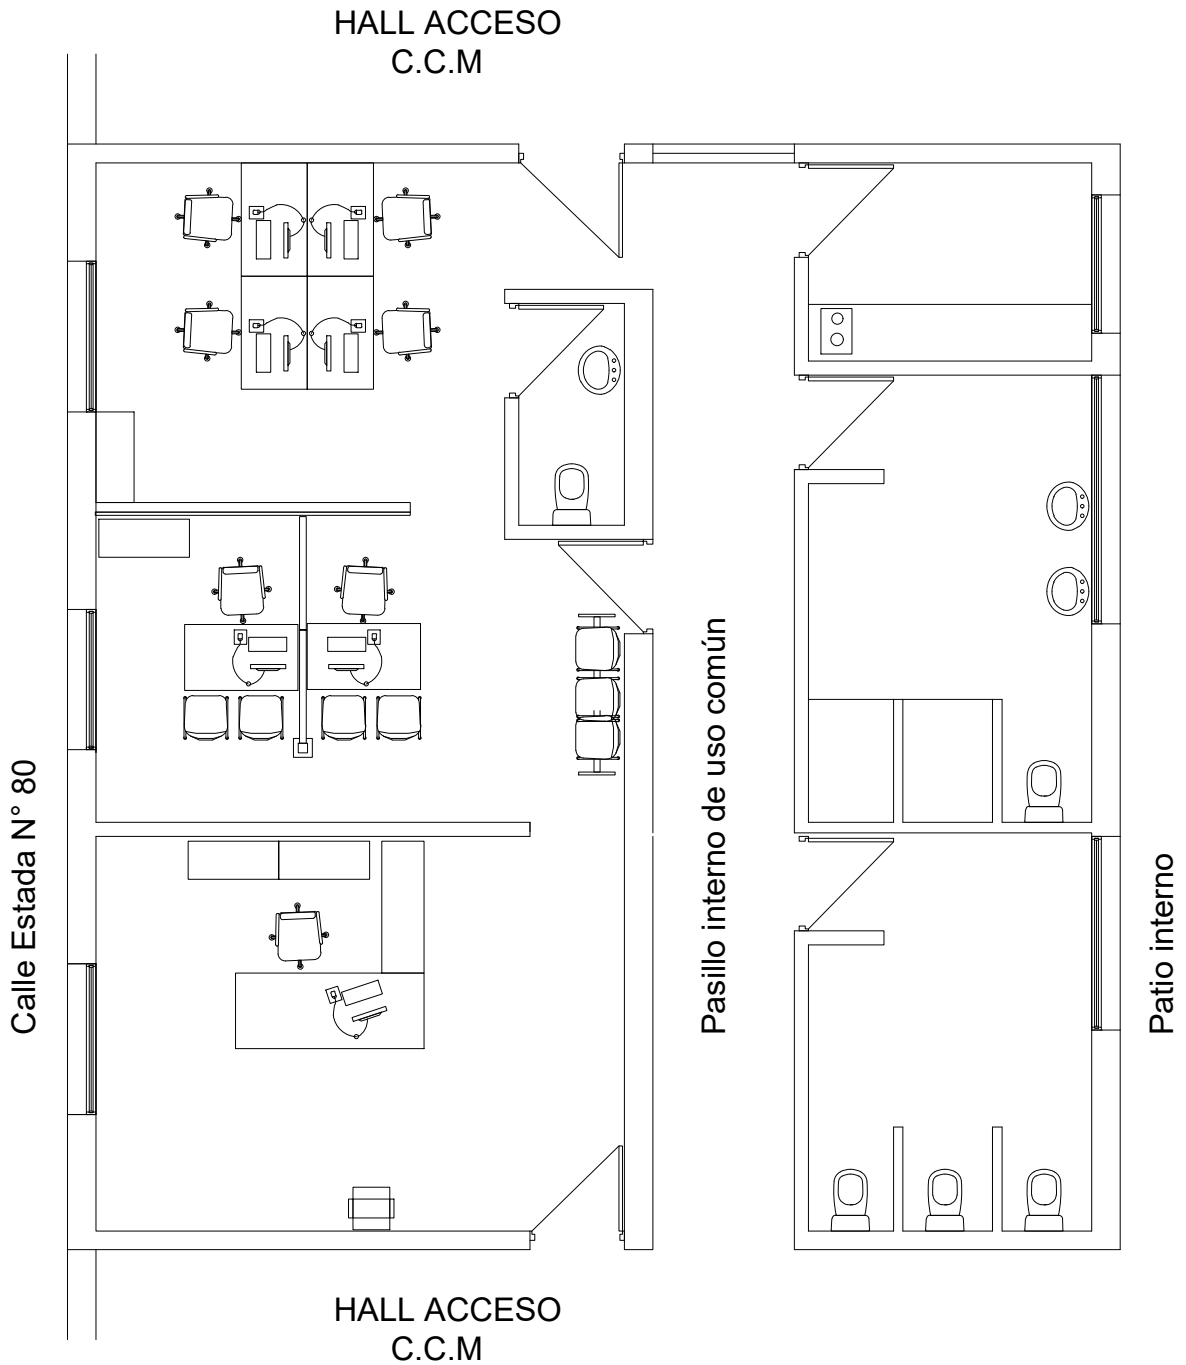 HALL ACCESO
C.C.M
Calle Estada N° 80
Pasillo interno de uso común
Patio interno
HALL ACCESO
C.C.M